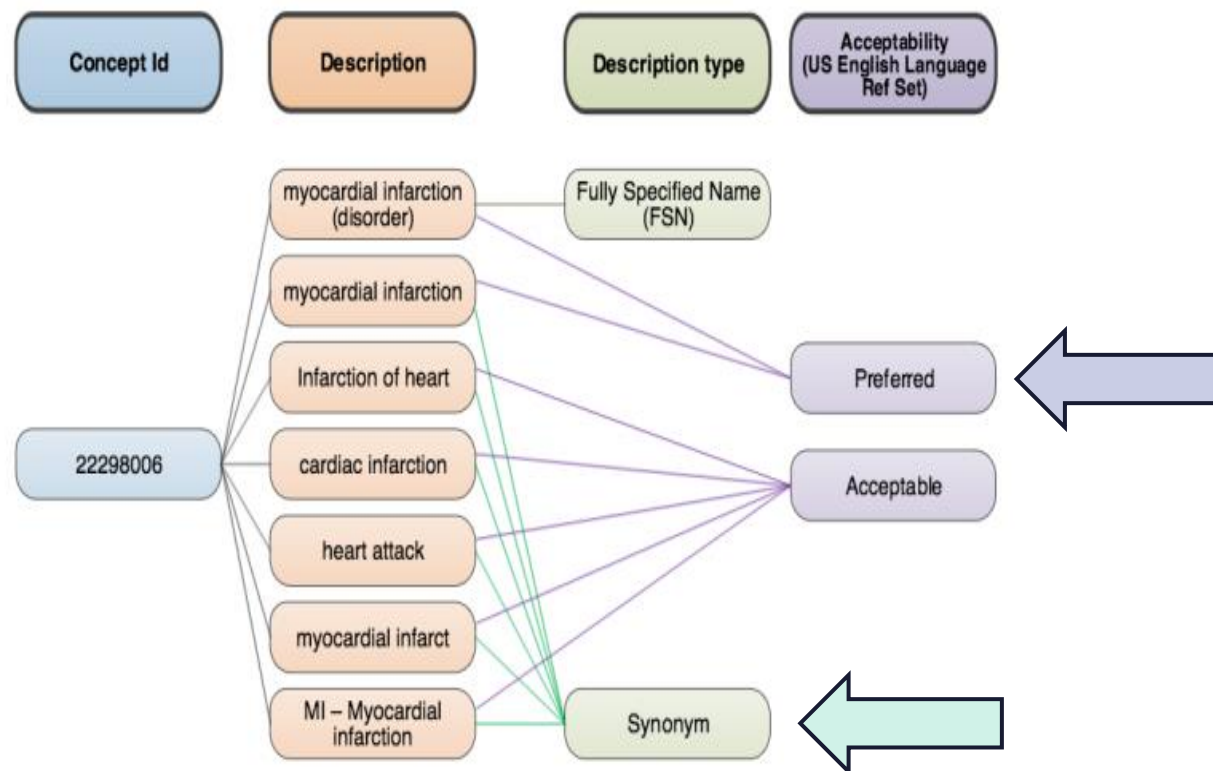 Concept Id
Description
Description type
Acceptability
(US English Language
Ref Set)
myocardial infarction
(disorder)
Fully Specified Name
(FSN)
myocardial infarction
Infarction of heart
Preferred
22298006
cardiac infarction
Acceptable
heart attack
myocardial infarct
MI – Myocardial
infarction
Synonym